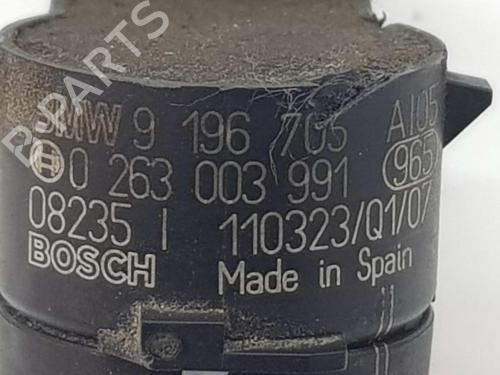 BMW 9 196 705 AI05
0 263 003 991 965
08235 I 110323/Q1/07
BOSCH Made in Spain